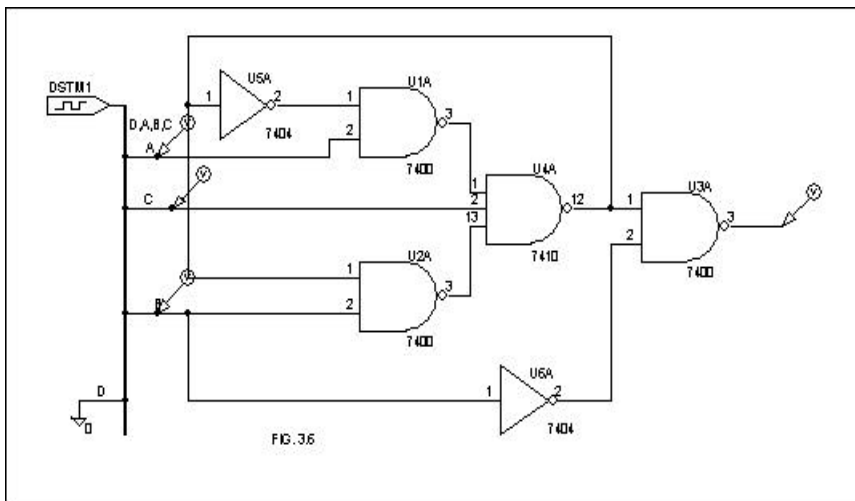 DSTM1
D,A,B,C
A
C
B
D
0
U5A
1
2
7404
U1A
1
2
3
7400
U4A
1
2
13
12
7410
U2A
1
2
3
7400
U3A
1
2
3
7400
U6A
1
2
7404
V
V
V
V
FIG. 3.6